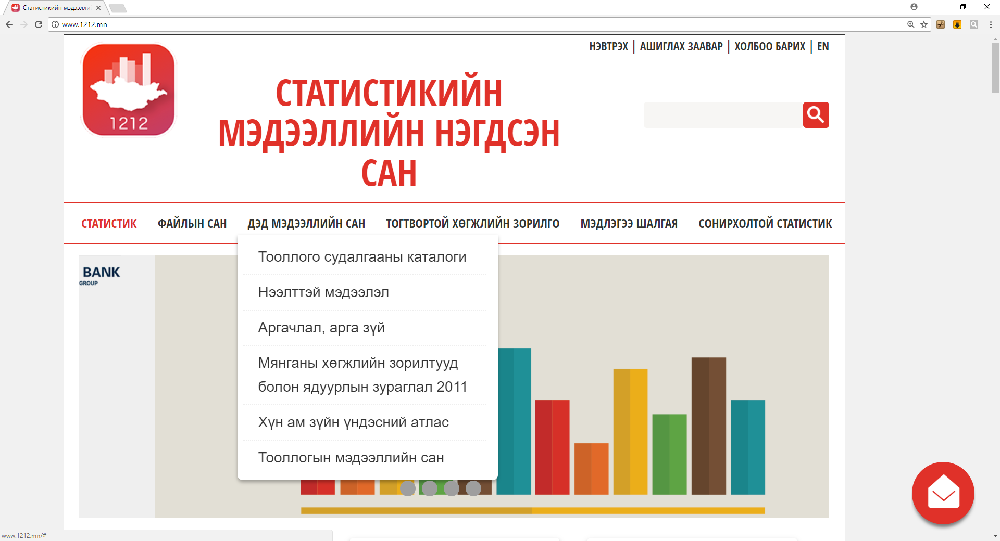 Статистикийн мэдээлли
www.1212.mn
НЭВТРЭХ | АШИГЛАХ ЗААВАР | ХОЛБОО БАРИХ | EN
1212
СТАТИСТИКИЙН
МЭДЭЭЛЛИЙН НЭГДСЭН
САН
СТАТИСТИК ФАЙЛЫН САН ДЭД МЭДЭЭЛЛИЙН САН ТОГТВОРТОЙ ХӨГЖЛИЙН ЗОРИЛГО МЭДЛЭГЭЭ ШАЛГАЯ СОНИРХОЛТОЙ СТАТИСТИК
BANK
GROUP
Тооллого судалгааны каталоги
Нээлттэй мэдээлэл
Аргачлал, арга зүй
Мянганы хөгжлийн зорилтууд
болон ядуурлын зураглал 2011
Хүн ам зүйн үндэсний атлас
Тооллогын мэдээллийн сан
www.1212.mn/#